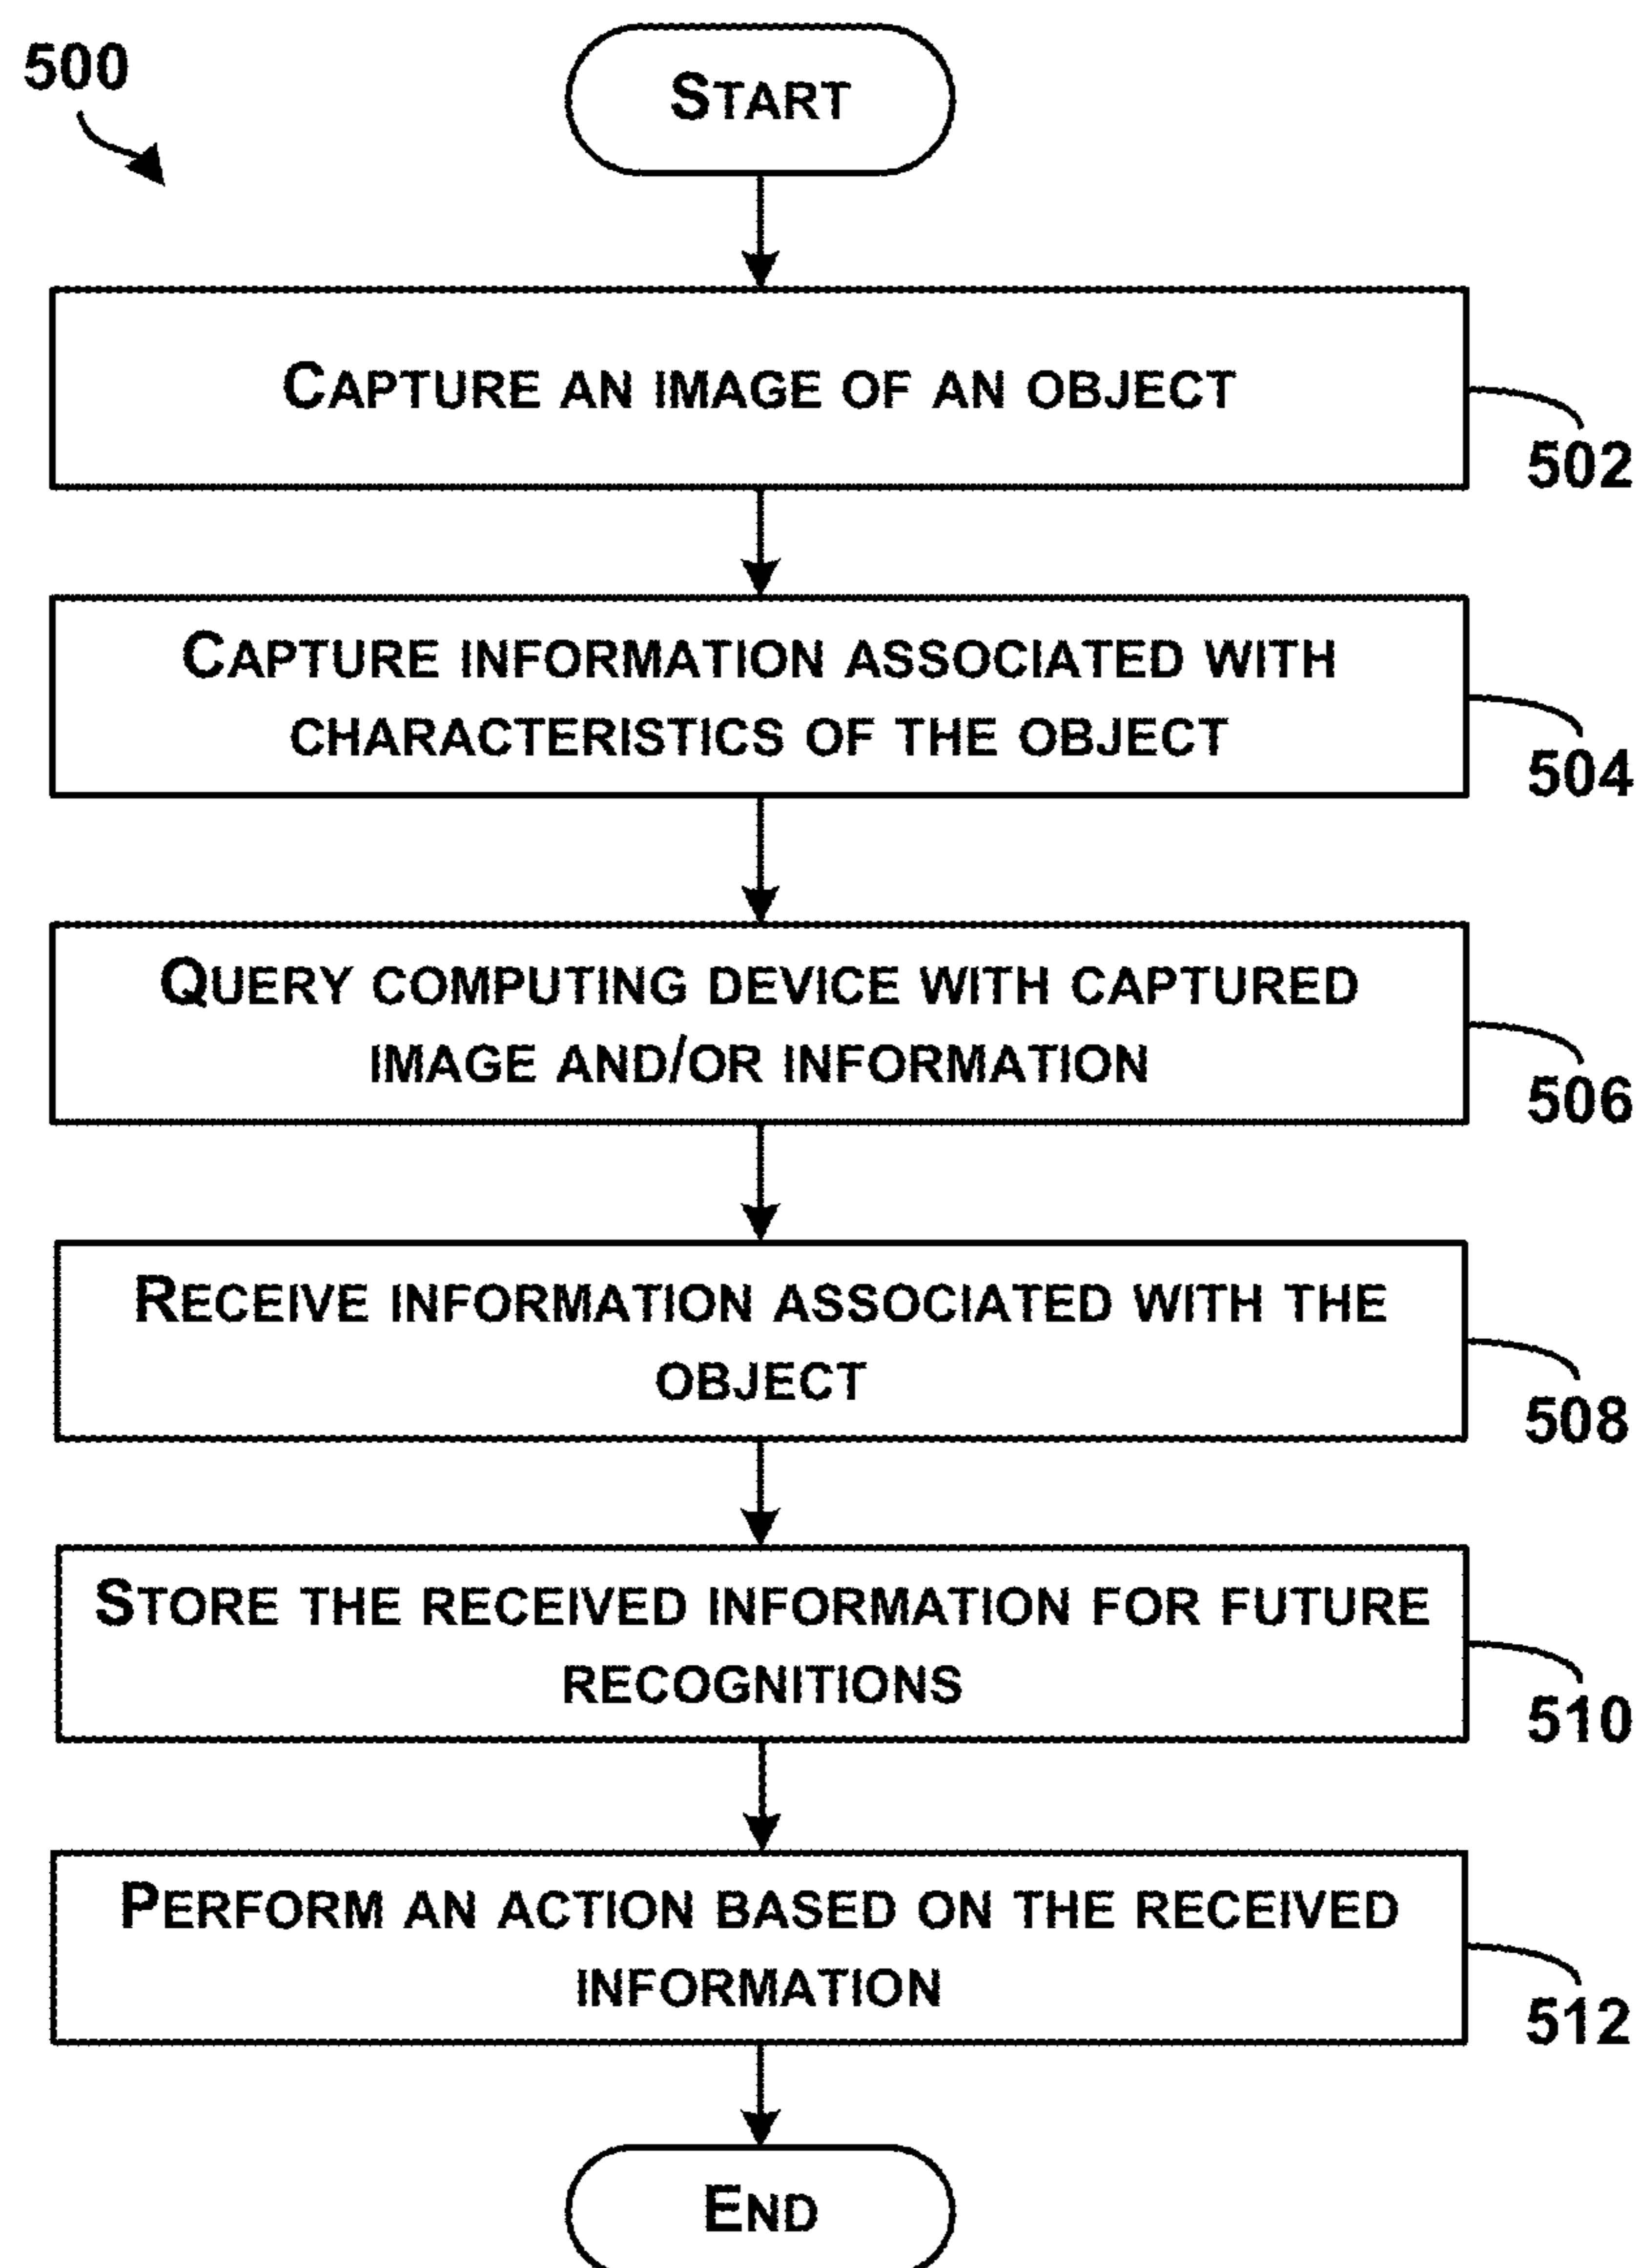 500
START
CAPTURE AN IMAGE OF AN OBJECT
502
CAPTURE INFORMATION ASSOCIATED WITH
CHARACTERISTICS OF THE OBJECT
504
QUERY COMPUTING DEVICE WITH CAPTURED
IMAGE AND/OR INFORMATION
506
RECEIVE INFORMATION ASSOCIATED WITH THE
OBJECT
508
STORE THE RECEIVED INFORMATION FOR FUTURE
RECOGNITIONS
510
PERFORM AN ACTION BASED ON THE RECEIVED
INFORMATION
512
END